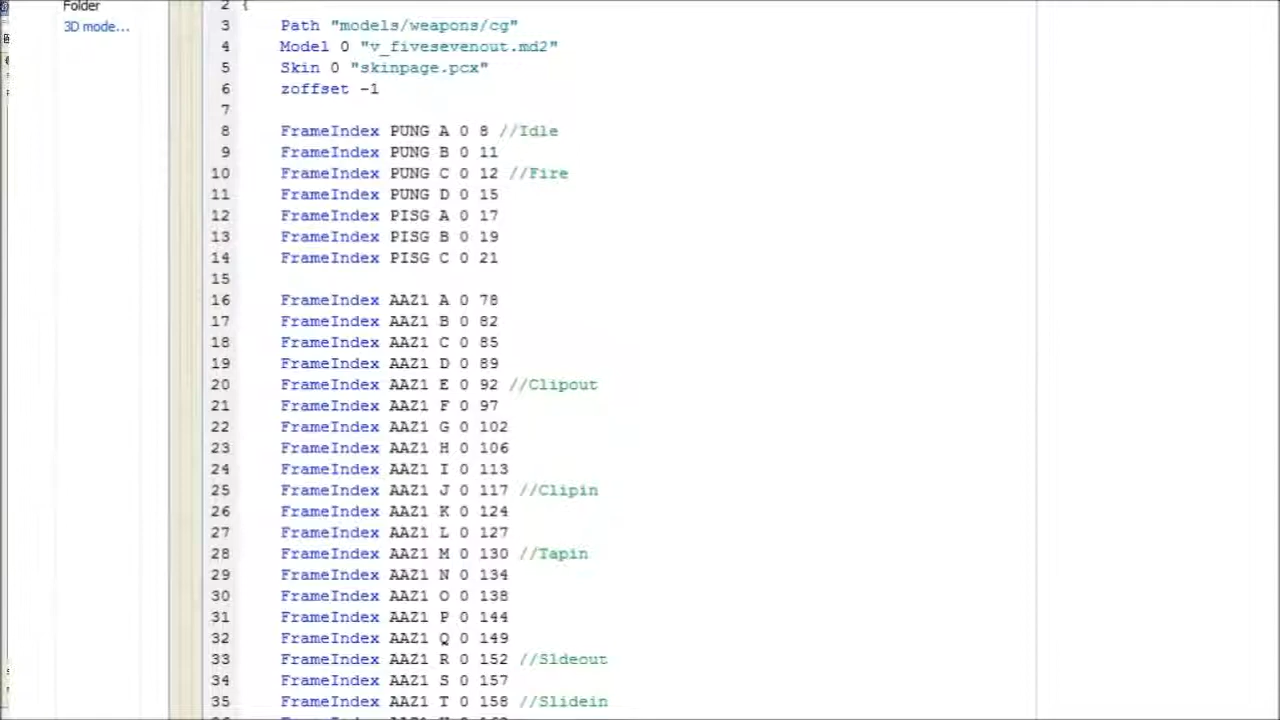 Folder
3D mode...
2 {
3 Path "models/weapons/cg"
4 Model 0 "v_fivesevenout.md2"
5 Skin 0 "skinpage.pcx"
6 zoffset -1
7
8 FrameIndex PUNG A 0 8 //Idle
9 FrameIndex PUNG B 0 11
10 FrameIndex PUNG C 0 12 //Fire
11 FrameIndex PUNG D 0 15
12 FrameIndex PISG A 0 17
13 FrameIndex PISG B 0 19
14 FrameIndex PISG C 0 21
15
16 FrameIndex AAZ1 A 0 78
17 FrameIndex AAZ1 B 0 82
18 FrameIndex AAZ1 C 0 85
19 FrameIndex AAZ1 D 0 89
20 FrameIndex AAZ1 E 0 92 //Clipout
21 FrameIndex AAZ1 F 0 97
22 FrameIndex AAZ1 G 0 102
23 FrameIndex AAZ1 H 0 106
24 FrameIndex AAZ1 I 0 113
25 FrameIndex AAZ1 J 0 117 //Clipin
26 FrameIndex AAZ1 K 0 124
27 FrameIndex AAZ1 L 0 127
28 FrameIndex AAZ1 M 0 130 //Tapin
29 FrameIndex AAZ1 N 0 134
30 FrameIndex AAZ1 O 0 138
31 FrameIndex AAZ1 P 0 144
32 FrameIndex AAZ1 Q 0 149
33 FrameIndex AAZ1 R 0 152 //Sldeout
34 FrameIndex AAZ1 S 0 157
35 FrameIndex AAZ1 T 0 158 //Slidein